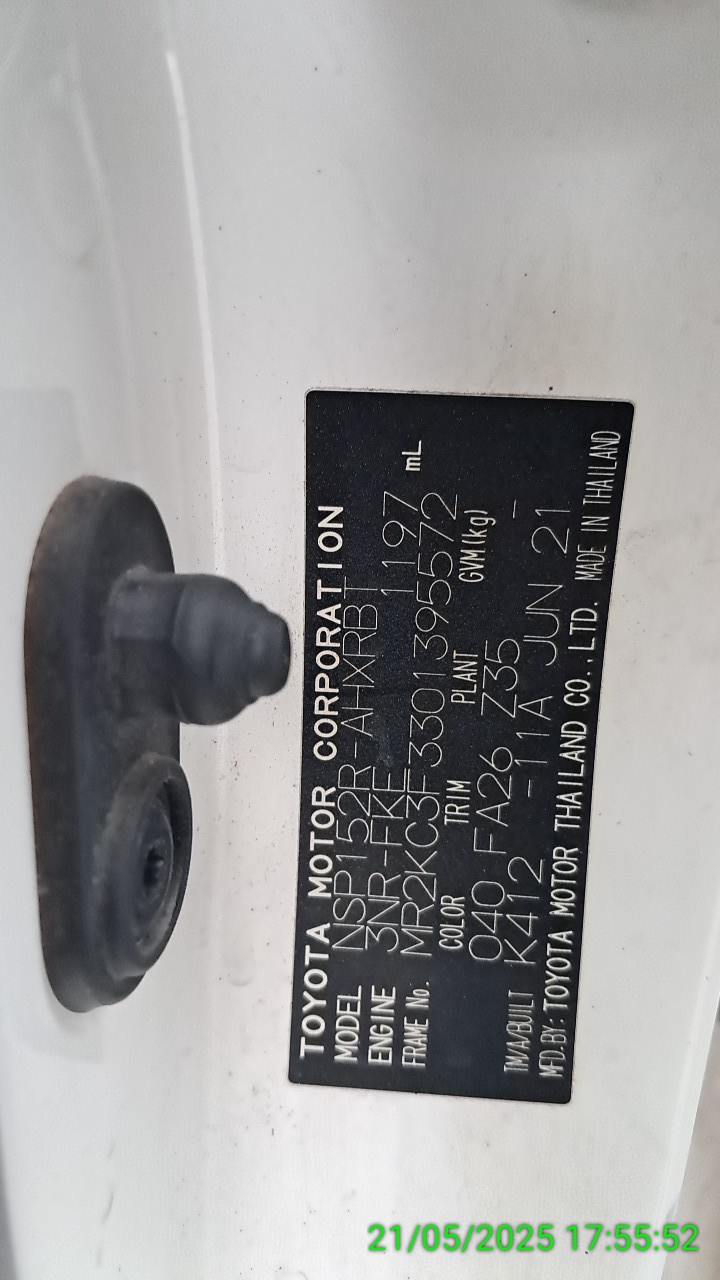 TOYOTA MOTOR CORPORATION
MODEL NSP152R-AHXRBT
ENGINE 3NR-FKE 1197 mL
FRAME No. MR2KC3F3301395572
COLOR TRIM PLANT GVM(kg)
040 FA26 Z35 -
TM/A/BUILT K412 -11A JUN 21
MFD.BY: TOYOTA MOTOR THAILAND CO.,LTD. MADE IN THAILAND
21/05/2025 17:55:52